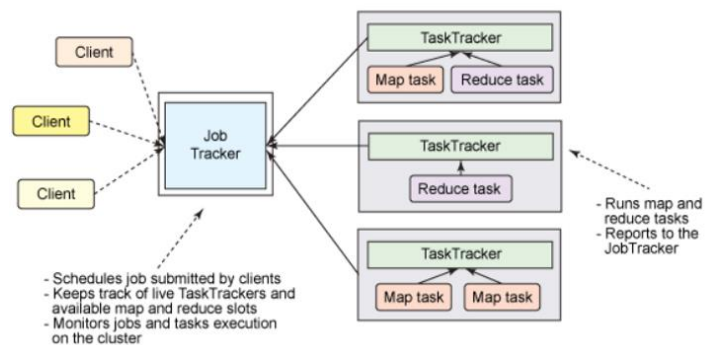 Client
Client
Client
Job
Tracker
TaskTracker
Map task
Reduce task
TaskTracker
Reduce task
TaskTracker
Map task
Map task
- Schedules job submitted by clients
- Keeps track of live TaskTrackers and
available map and reduce slots
- Monitors jobs and tasks execution
on the cluster
- Runs map and
reduce tasks
- Reports to the
JobTracker